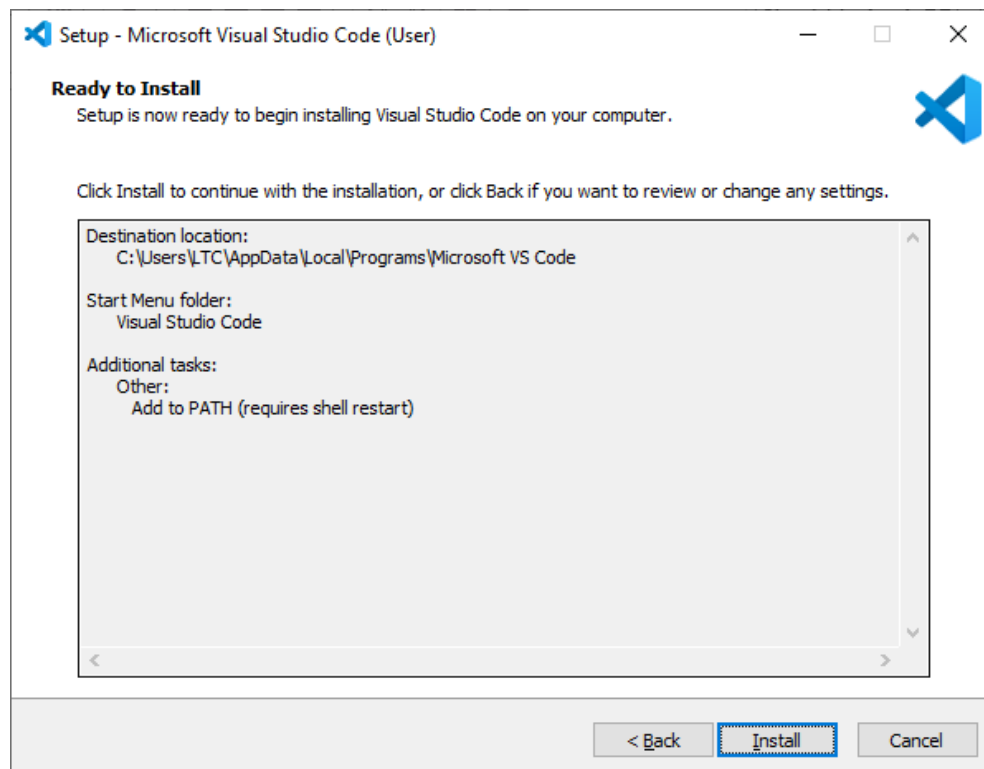 Setup - Microsoft Visual Studio Code (User)
Ready to Install
Setup is now ready to begin installing Visual Studio Code on your computer.
Click Install to continue with the installation, or click Back if you want to review or change any settings.
Destination location:
C:\Users\LTC\AppData\Local\Programs\Microsoft VS Code
Start Menu folder:
Visual Studio Code
Additional tasks:
Other:
Add to PATH (requires shell restart)
< Back
Install
Cancel